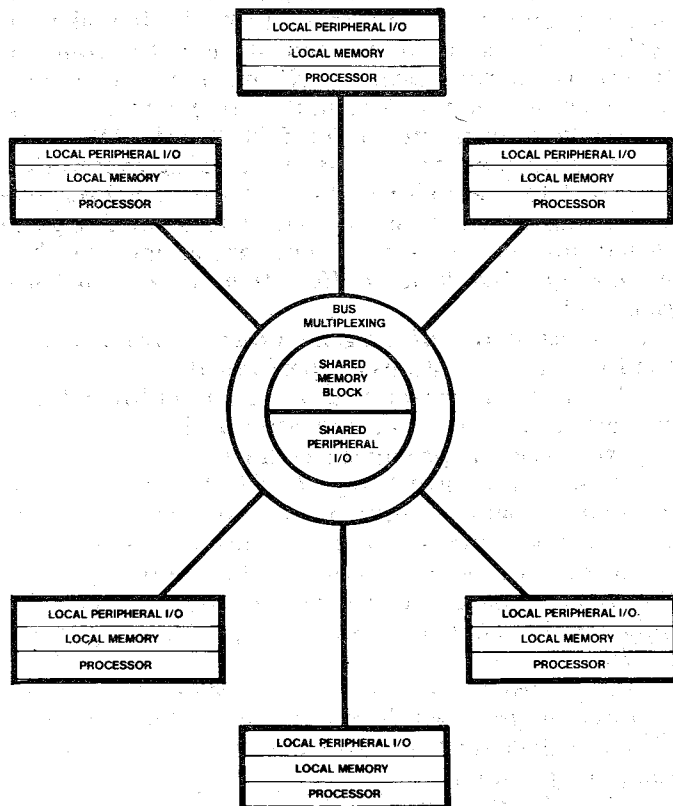 LOCAL PERIPHERAL I/O
LOCAL MEMORY
PROCESSOR
LOCAL PERIPHERAL I/O
LOCAL MEMORY
PROCESSOR
LOCAL PERIPHERAL I/O
LOCAL MEMORY
PROCESSOR
BUS
MULTIPLEXING
SHARED
MEMORY
BLOCK
SHARED
PERIPHERAL
I/O
LOCAL PERIPHERAL I/O
LOCAL MEMORY
PROCESSOR
LOCAL PERIPHERAL I/O
LOCAL MEMORY
PROCESSOR
LOCAL PERIPHERAL I/O
LOCAL MEMORY
PROCESSOR